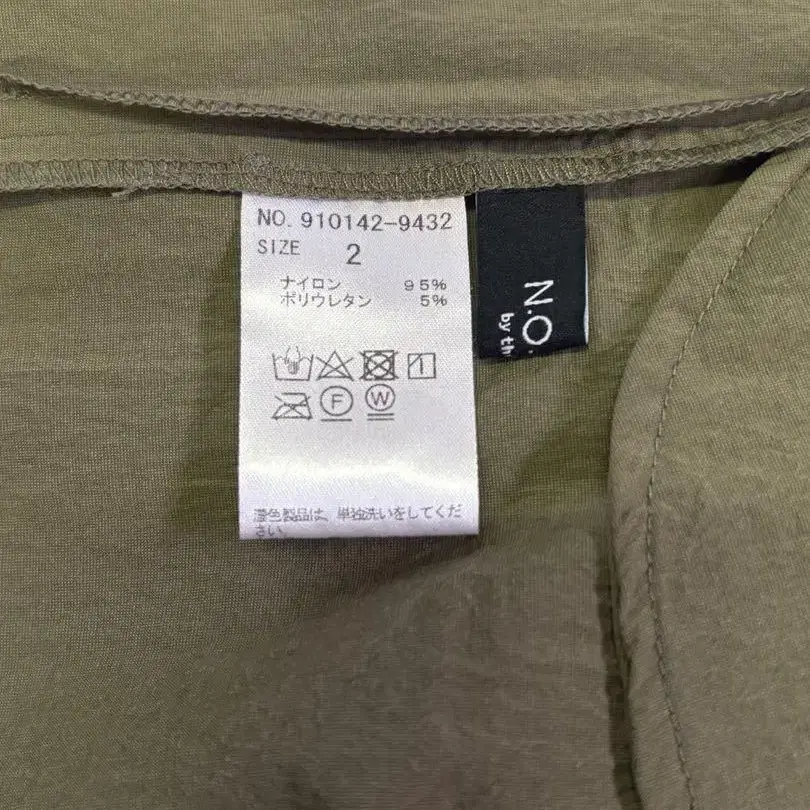 NO. 910142-9432
SIZE 2
ナイロン 95%
ポリウレタン 5%
F W
濃色製品は、単独洗いをしてくだ
さい。
N.O.
by th